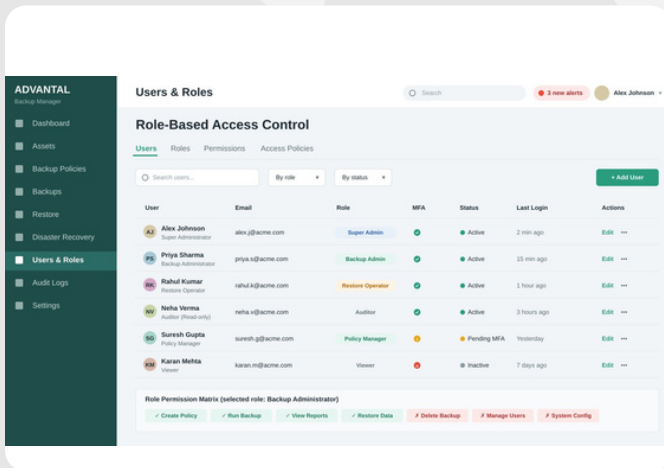 ADVANTAL
Backup Manager
Dashboard
Assets
Backup Policies
Backups
Restore
Disaster Recovery
Users & Roles
Audit Logs
Settings
Users & Roles
Search
3 new alerts
Alex Johnson
Role-Based Access Control
Users Roles Permissions Access Policies
Search users...
By role
By status
+ Add User
User Email Role MFA Status Last Login Actions
AJ Alex Johnson alex.j@acme.com Super Admin Active 2 min ago Edit ···
Super Administrator
PS Priya Sharma priya.s@acme.com Backup Admin Active 15 min ago Edit ···
Backup Administrator
RK Rahul Kumar rahul.k@acme.com Restore Operator Active 1 hour ago Edit ···
Restore Operator
NV Neha Verma neha.v@acme.com Auditor Active 3 hours ago Edit ···
Auditor (Read-only)
SG Suresh Gupta suresh.g@acme.com Policy Manager Pending MFA Yesterday Edit ···
Policy Manager
KM Karan Mehta karan.m@acme.com Viewer Inactive 7 days ago Edit ···
Viewer
Role Permission Matrix (selected role: Backup Administrator)
✓ Create Policy ✓ Run Backup ✓ View Reports ✓ Restore Data ✗ Delete Backup ✗ Manage Users ✗ System Config